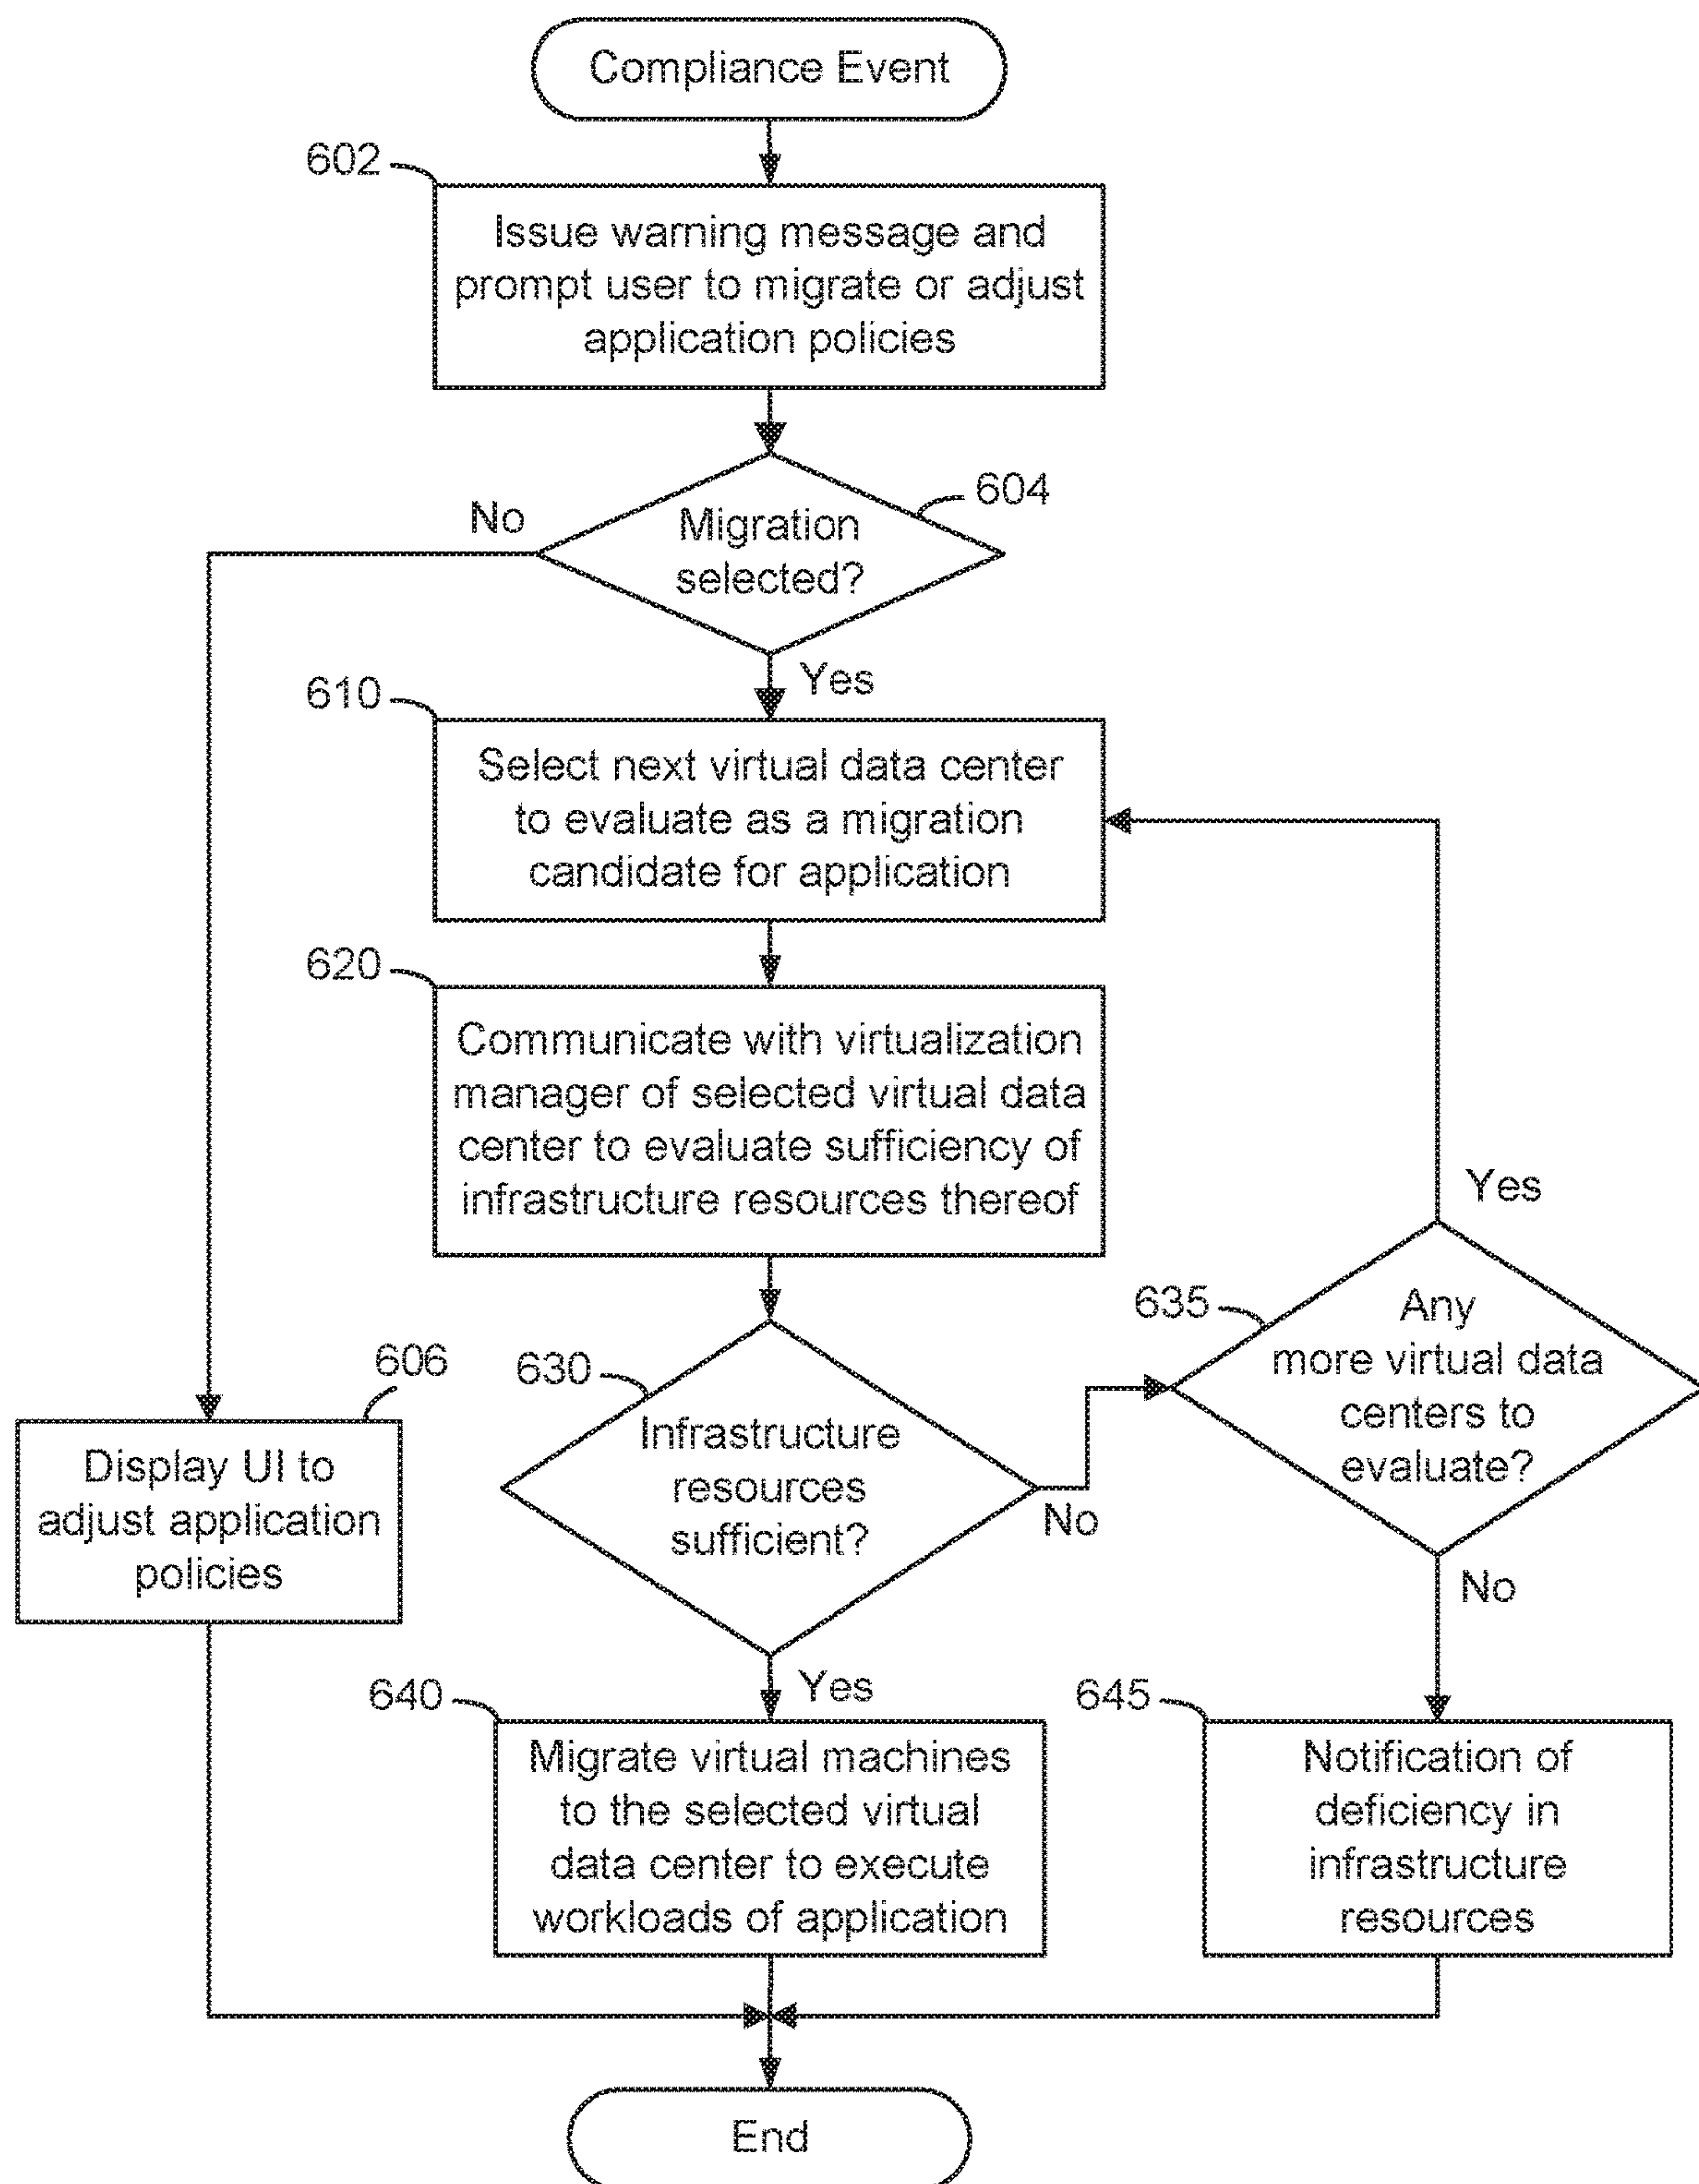 Compliance Event
602
Issue warning message and
prompt user to migrate or adjust
application policies
604
No
Migration
selected?
Yes
610
Select next virtual data center
to evaluate as a migration
candidate for application
620
Communicate with virtualization
manager of selected virtual data
center to evaluate sufficiency of
infrastructure resources thereof
Yes
635
Any
more virtual data
centers to
evaluate?
606
630
Infrastructure
resources
sufficient?
No
Display UI to
adjust application
policies
No
Yes
640
Migrate virtual machines
to the selected virtual
data center to execute
workloads of application
645
Notification of
deficiency in
infrastructure
resources
End